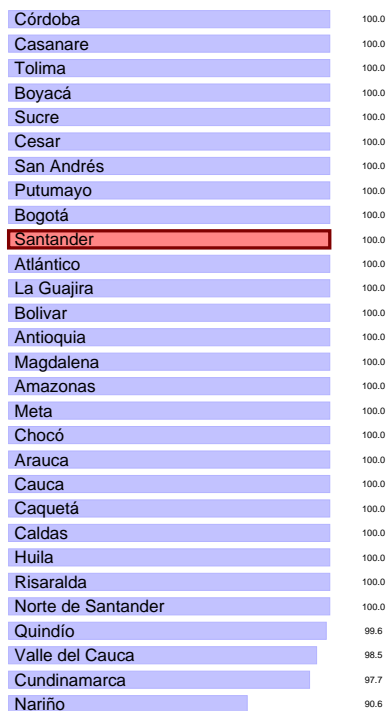 Córdoba 100.0
Casanare 100.0
Tolima 100.0
Boyacá 100.0
Sucre 100.0
Cesar 100.0
San Andrés 100.0
Putumayo 100.0
Bogotá 100.0
Santander 100.0
Atlántico 100.0
La Guajira 100.0
Bolivar 100.0
Antioquia 100.0
Magdalena 100.0
Amazonas 100.0
Meta 100.0
Chocó 100.0
Arauca 100.0
Cauca 100.0
Caquetá 100.0
Caldas 100.0
Huila 100.0
Risaralda 100.0
Norte de Santander 100.0
Quindío 99.6
Valle del Cauca 98.5
Cundinamarca 97.7
Nariño 90.6